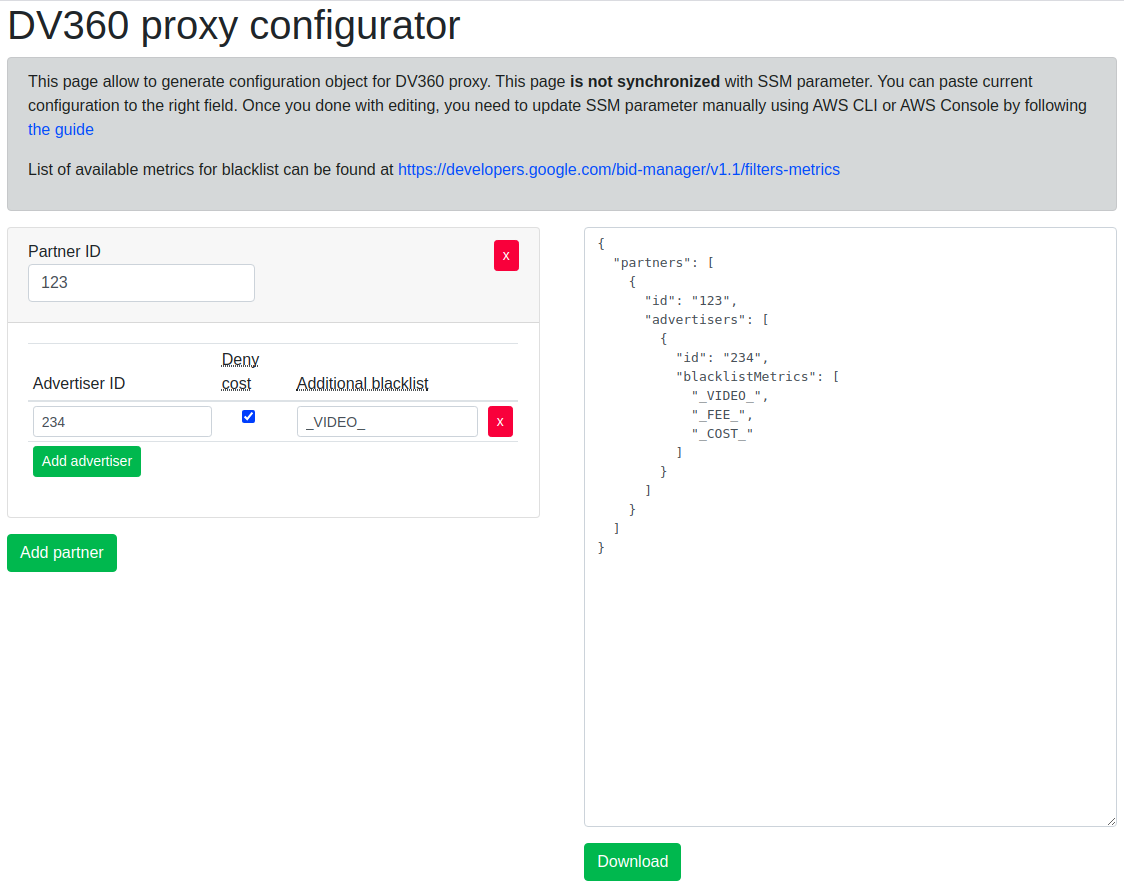 DV360 proxy configurator
This page allow to generate configuration object for DV360 proxy. This page is not synchronized with SSM parameter. You can paste current
configuration to the right field. Once you done with editing, you need to update SSM parameter manually using AWS CLI or AWS Console by following
the guide
List of available metrics for blacklist can be found at https://developers.google.com/bid-manager/v1.1/filters-metrics
Partner ID
x
123
Advertiser ID
Deny
cost
Additional blacklist
234
_VIDEO_
x
Add advertiser
Add partner
{
  "partners": [
    {
      "id": "123",
      "advertisers": [
        {
          "id": "234",
          "blacklistMetrics": [
            "_VIDEO_",
            "_FEE_",
            "_COST_"
          ]
        }
      ]
    }
  ]
}
Download